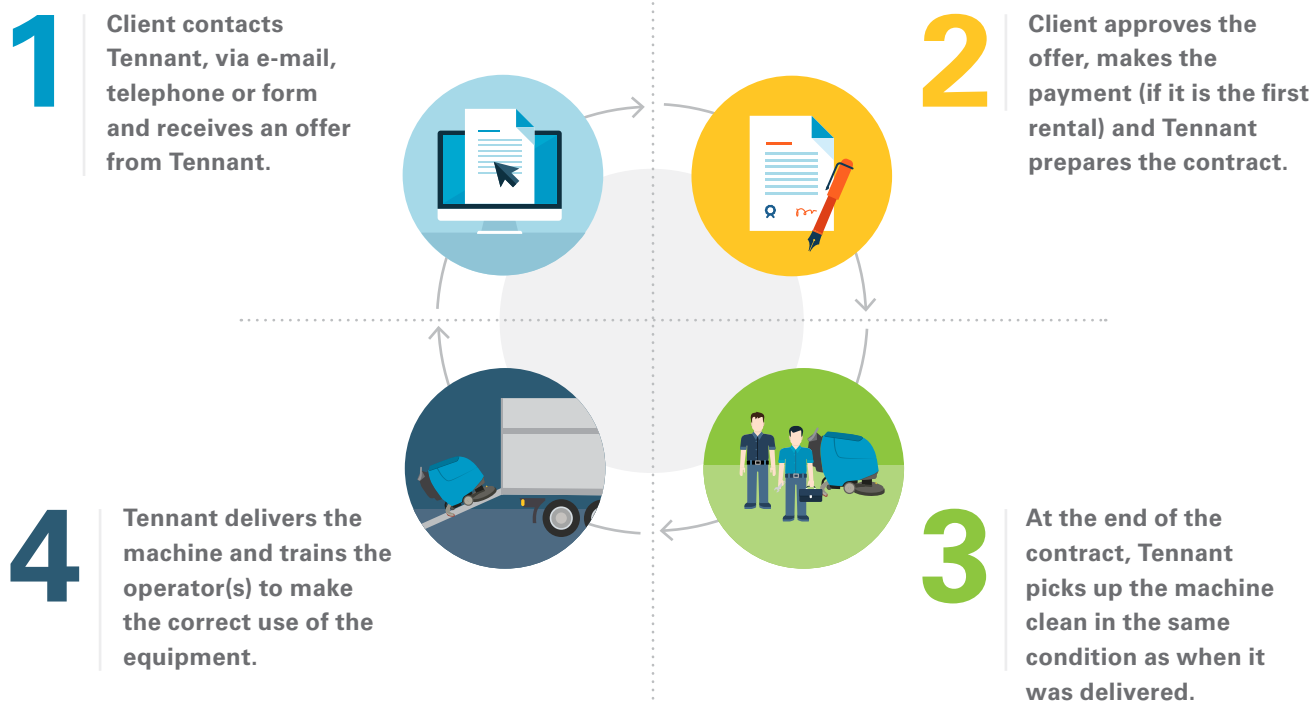 1
Client contacts
Tennant, via e-mail,
telephone or form
and receives an offer
from Tennant.
2
Client approves the
offer, makes the
payment (if it is the first
rental) and Tennant
prepares the contract.
3
At the end of the
contract, Tennant
picks up the machine
clean in the same
condition as when it
was delivered.
4
Tennant delivers the
machine and trains the
operator(s) to make
the correct use of the
equipment.